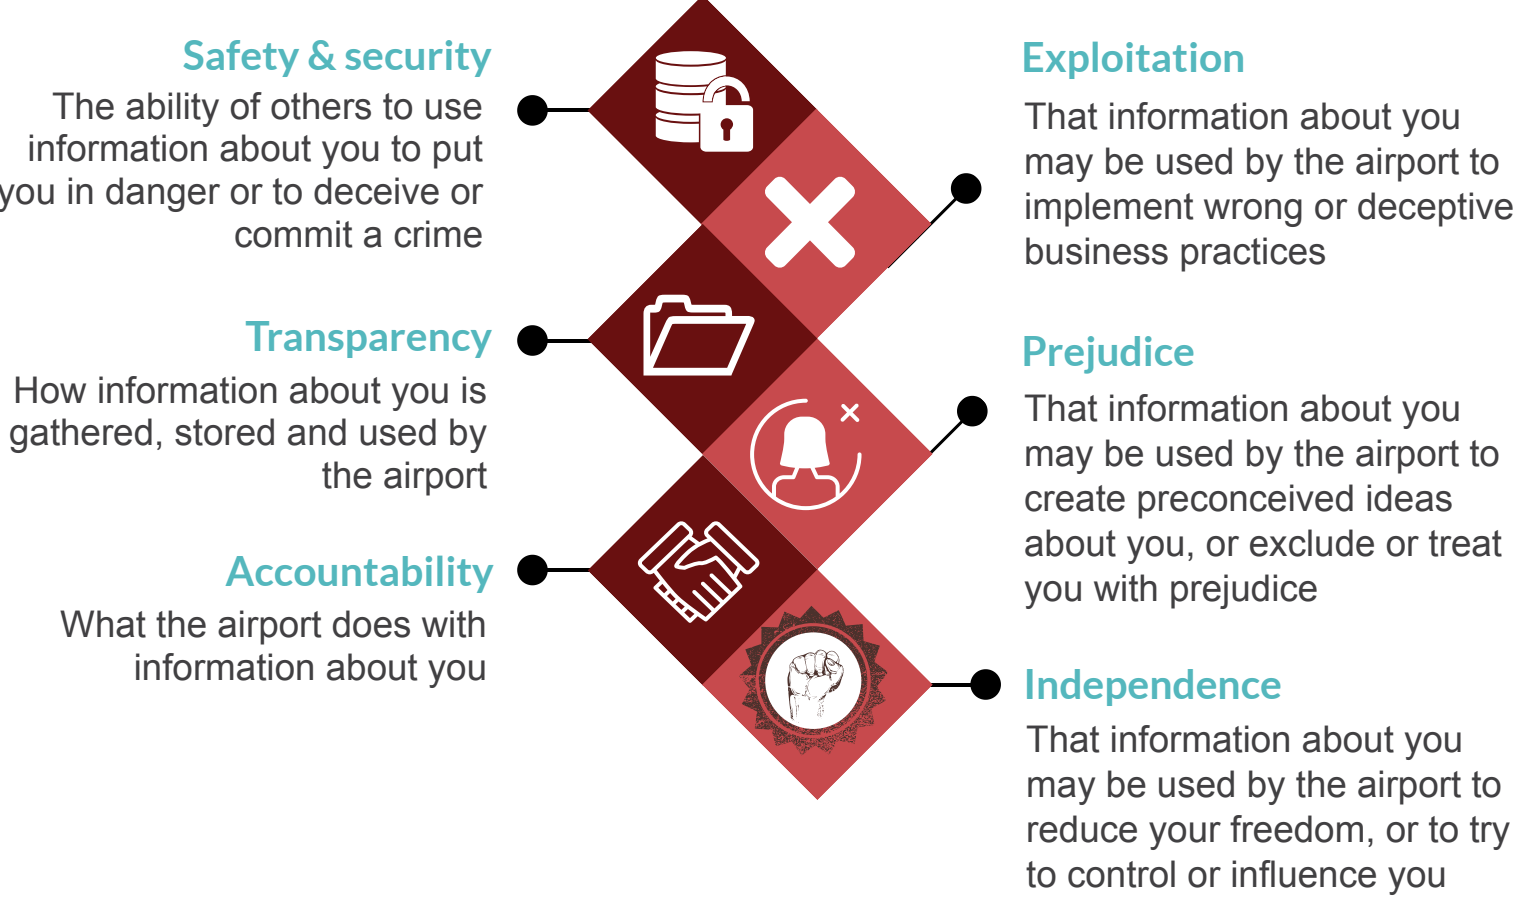 Safety & security
The ability of others to use
information about you to put
you in danger or to deceive or
commit a crime
Transparency
How information about you is
gathered, stored and used by
the airport
Accountability
What the airport does with
information about you
Exploitation
That information about you
may be used by the airport to
implement wrong or deceptive
business practices
Prejudice
That information about you
may be used by the airport to
create preconceived ideas
about you, or exclude or treat
you with prejudice
Independence
That information about you
may be used by the airport to
reduce your freedom, or to try
to control or influence you